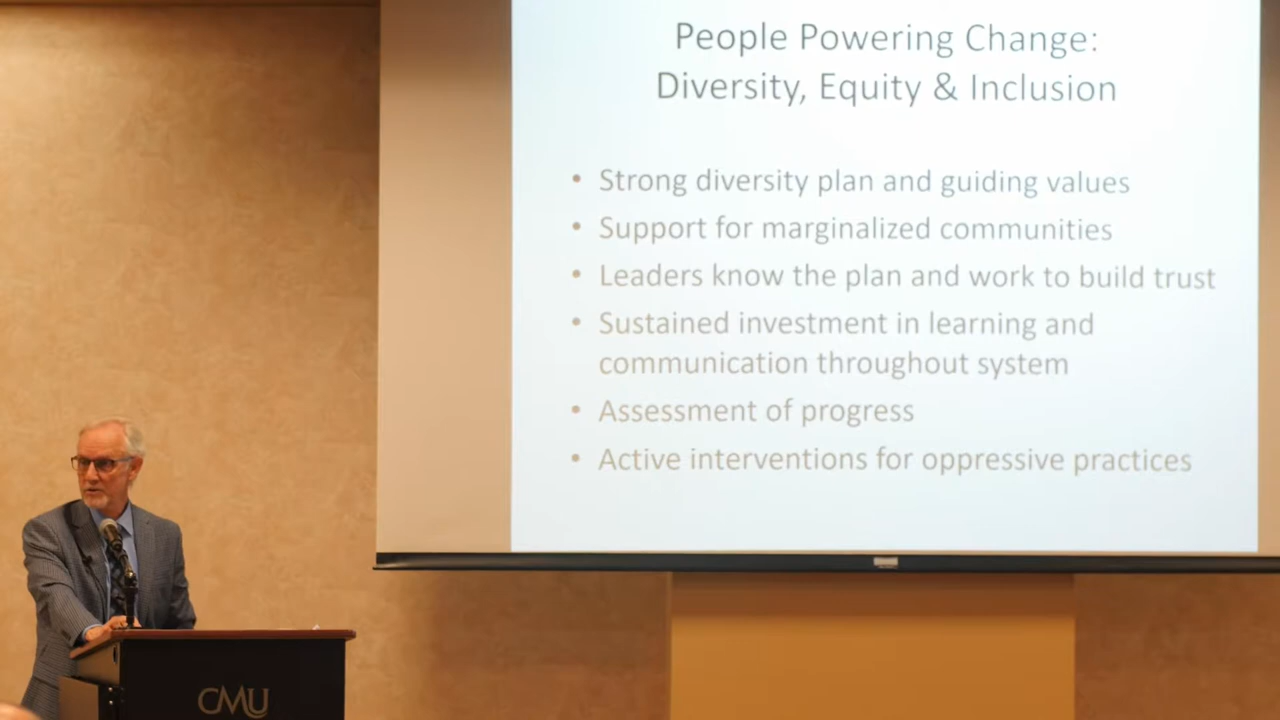 People Powering Change:
Diversity, Equity & Inclusion
• Strong diversity plan and guiding values
• Support for marginalized communities
• Leaders know the plan and work to build trust
• Sustained investment in learning and
communication throughout system
• Assessment of progress
• Active interventions for oppressive practices
CMU